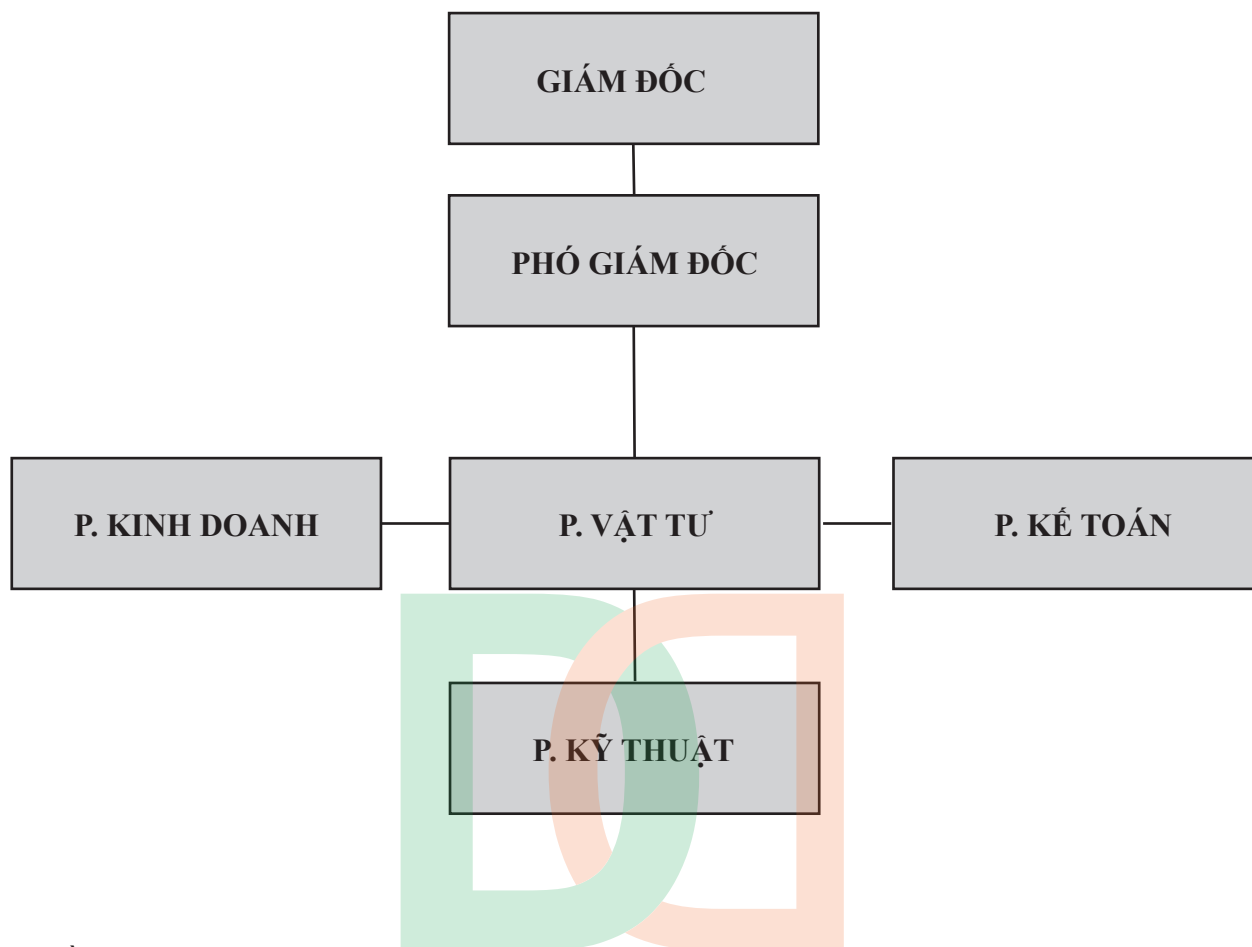 GIÁM ĐỐC
PHÓ GIÁM ĐỐC
P. KINH DOANH
P. VẬT TƯ
P. KẾ TOÁN
P. KỸ THUẬT